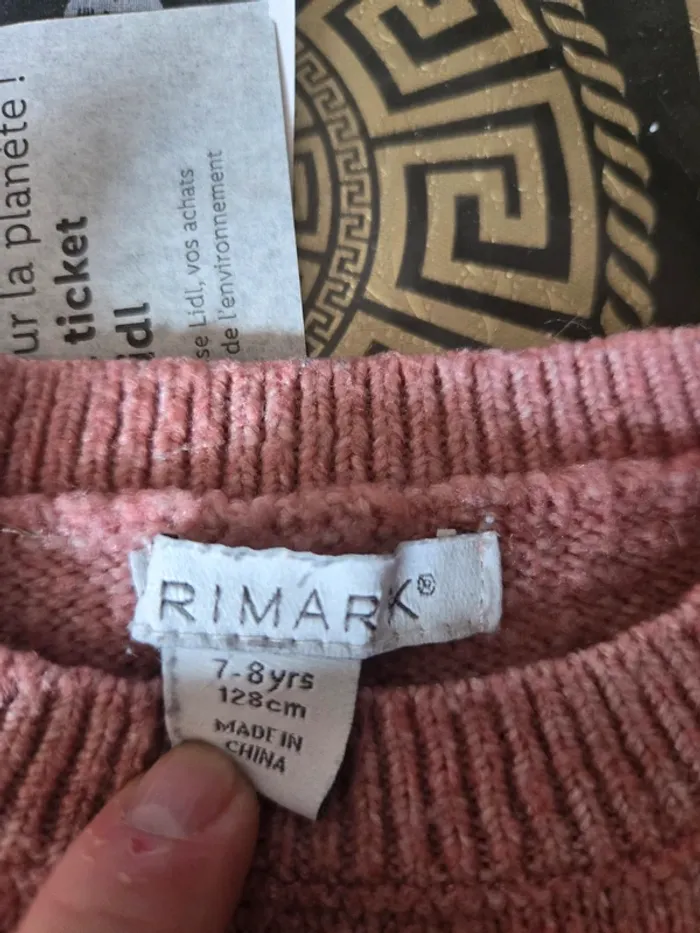 ur la planète !
ticket
idl
se Lidl, vos achats
de l'environnement
RIMARK®
7-8yrs
128cm
MADE IN
CHINA